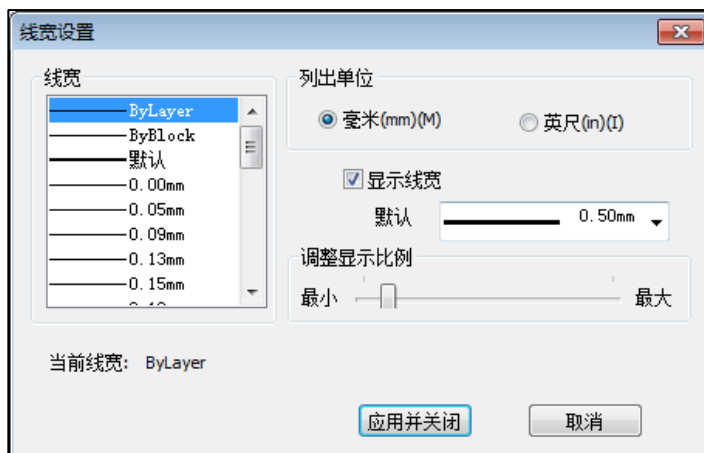 线宽设置
线宽
ByLayer
ByBlock
默认
0.00mm
0.05mm
0.09mm
0.13mm
0.15mm
列出单位
毫米(mm)(M)
英尺(in)(I)
显示线宽
默认 0.50mm
调整显示比例
最小 最大
当前线宽: ByLayer
应用并关闭 取消